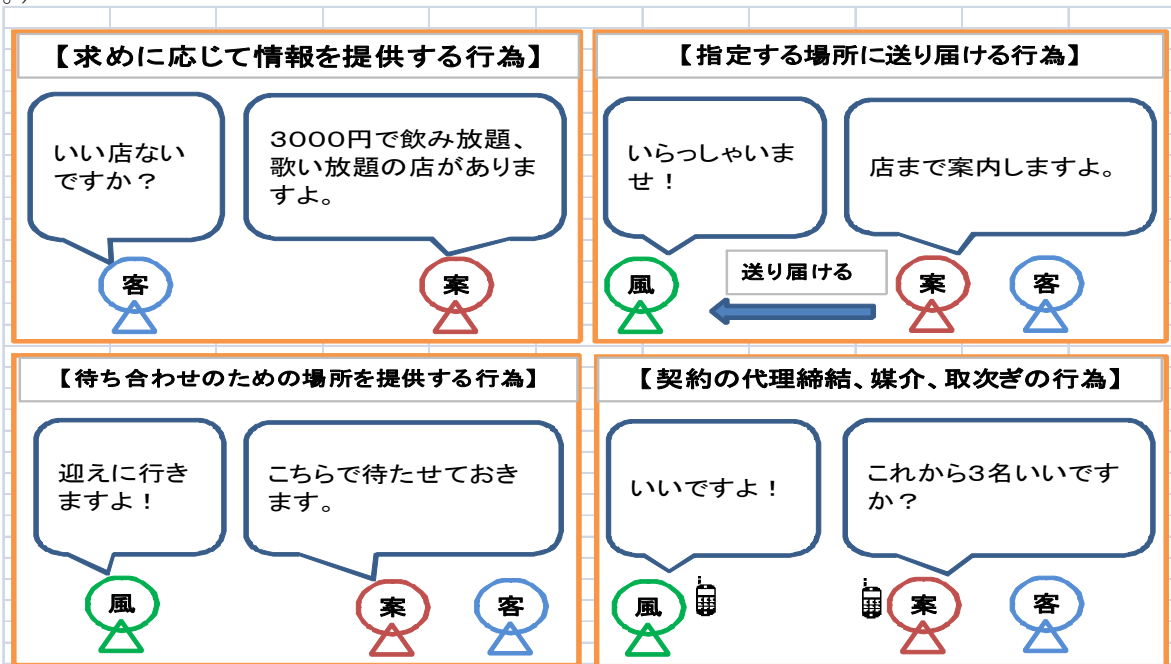 【求めに応じて情報を提供する行為】
いい店ない
ですか？
3000円で飲み放題、
歌い放題の店がありま
すよ。
客
案
【指定する場所に送り届ける行為】
いらっしゃいま
せ！
店まで案内しますよ。
送り届ける
風
案
客
【待ち合わせのための場所を提供する行為】
迎えに行き
ますよ！
こちらで待たせておき
ます。
風
案
客
【契約の代理締結、媒介、取次ぎの行為】
いいですよ！
これから3名いいです
か？
風
案
客